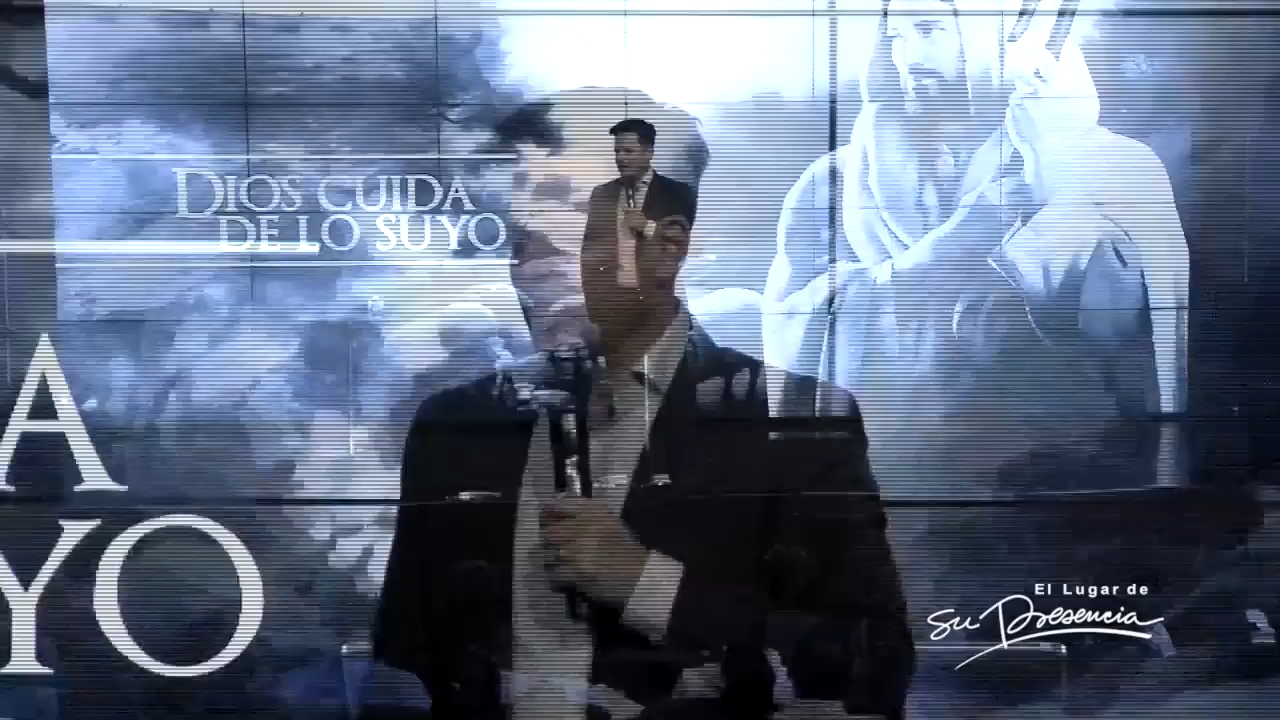 DIOS CUIDA
DE LO SUYO
A
YO
El Lugar de
Su Presencia